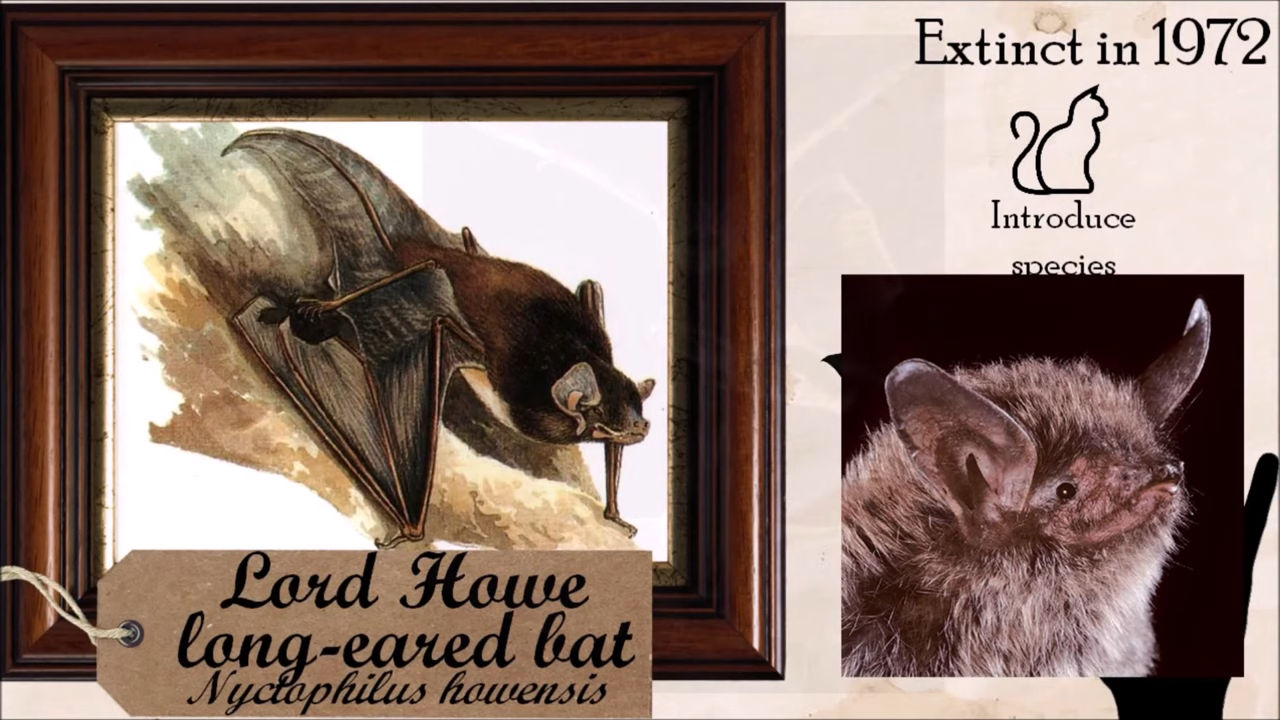 Extinct in 1972
Introduce
species
Lord Howe
long-eared bat
Nyctophilus howensis